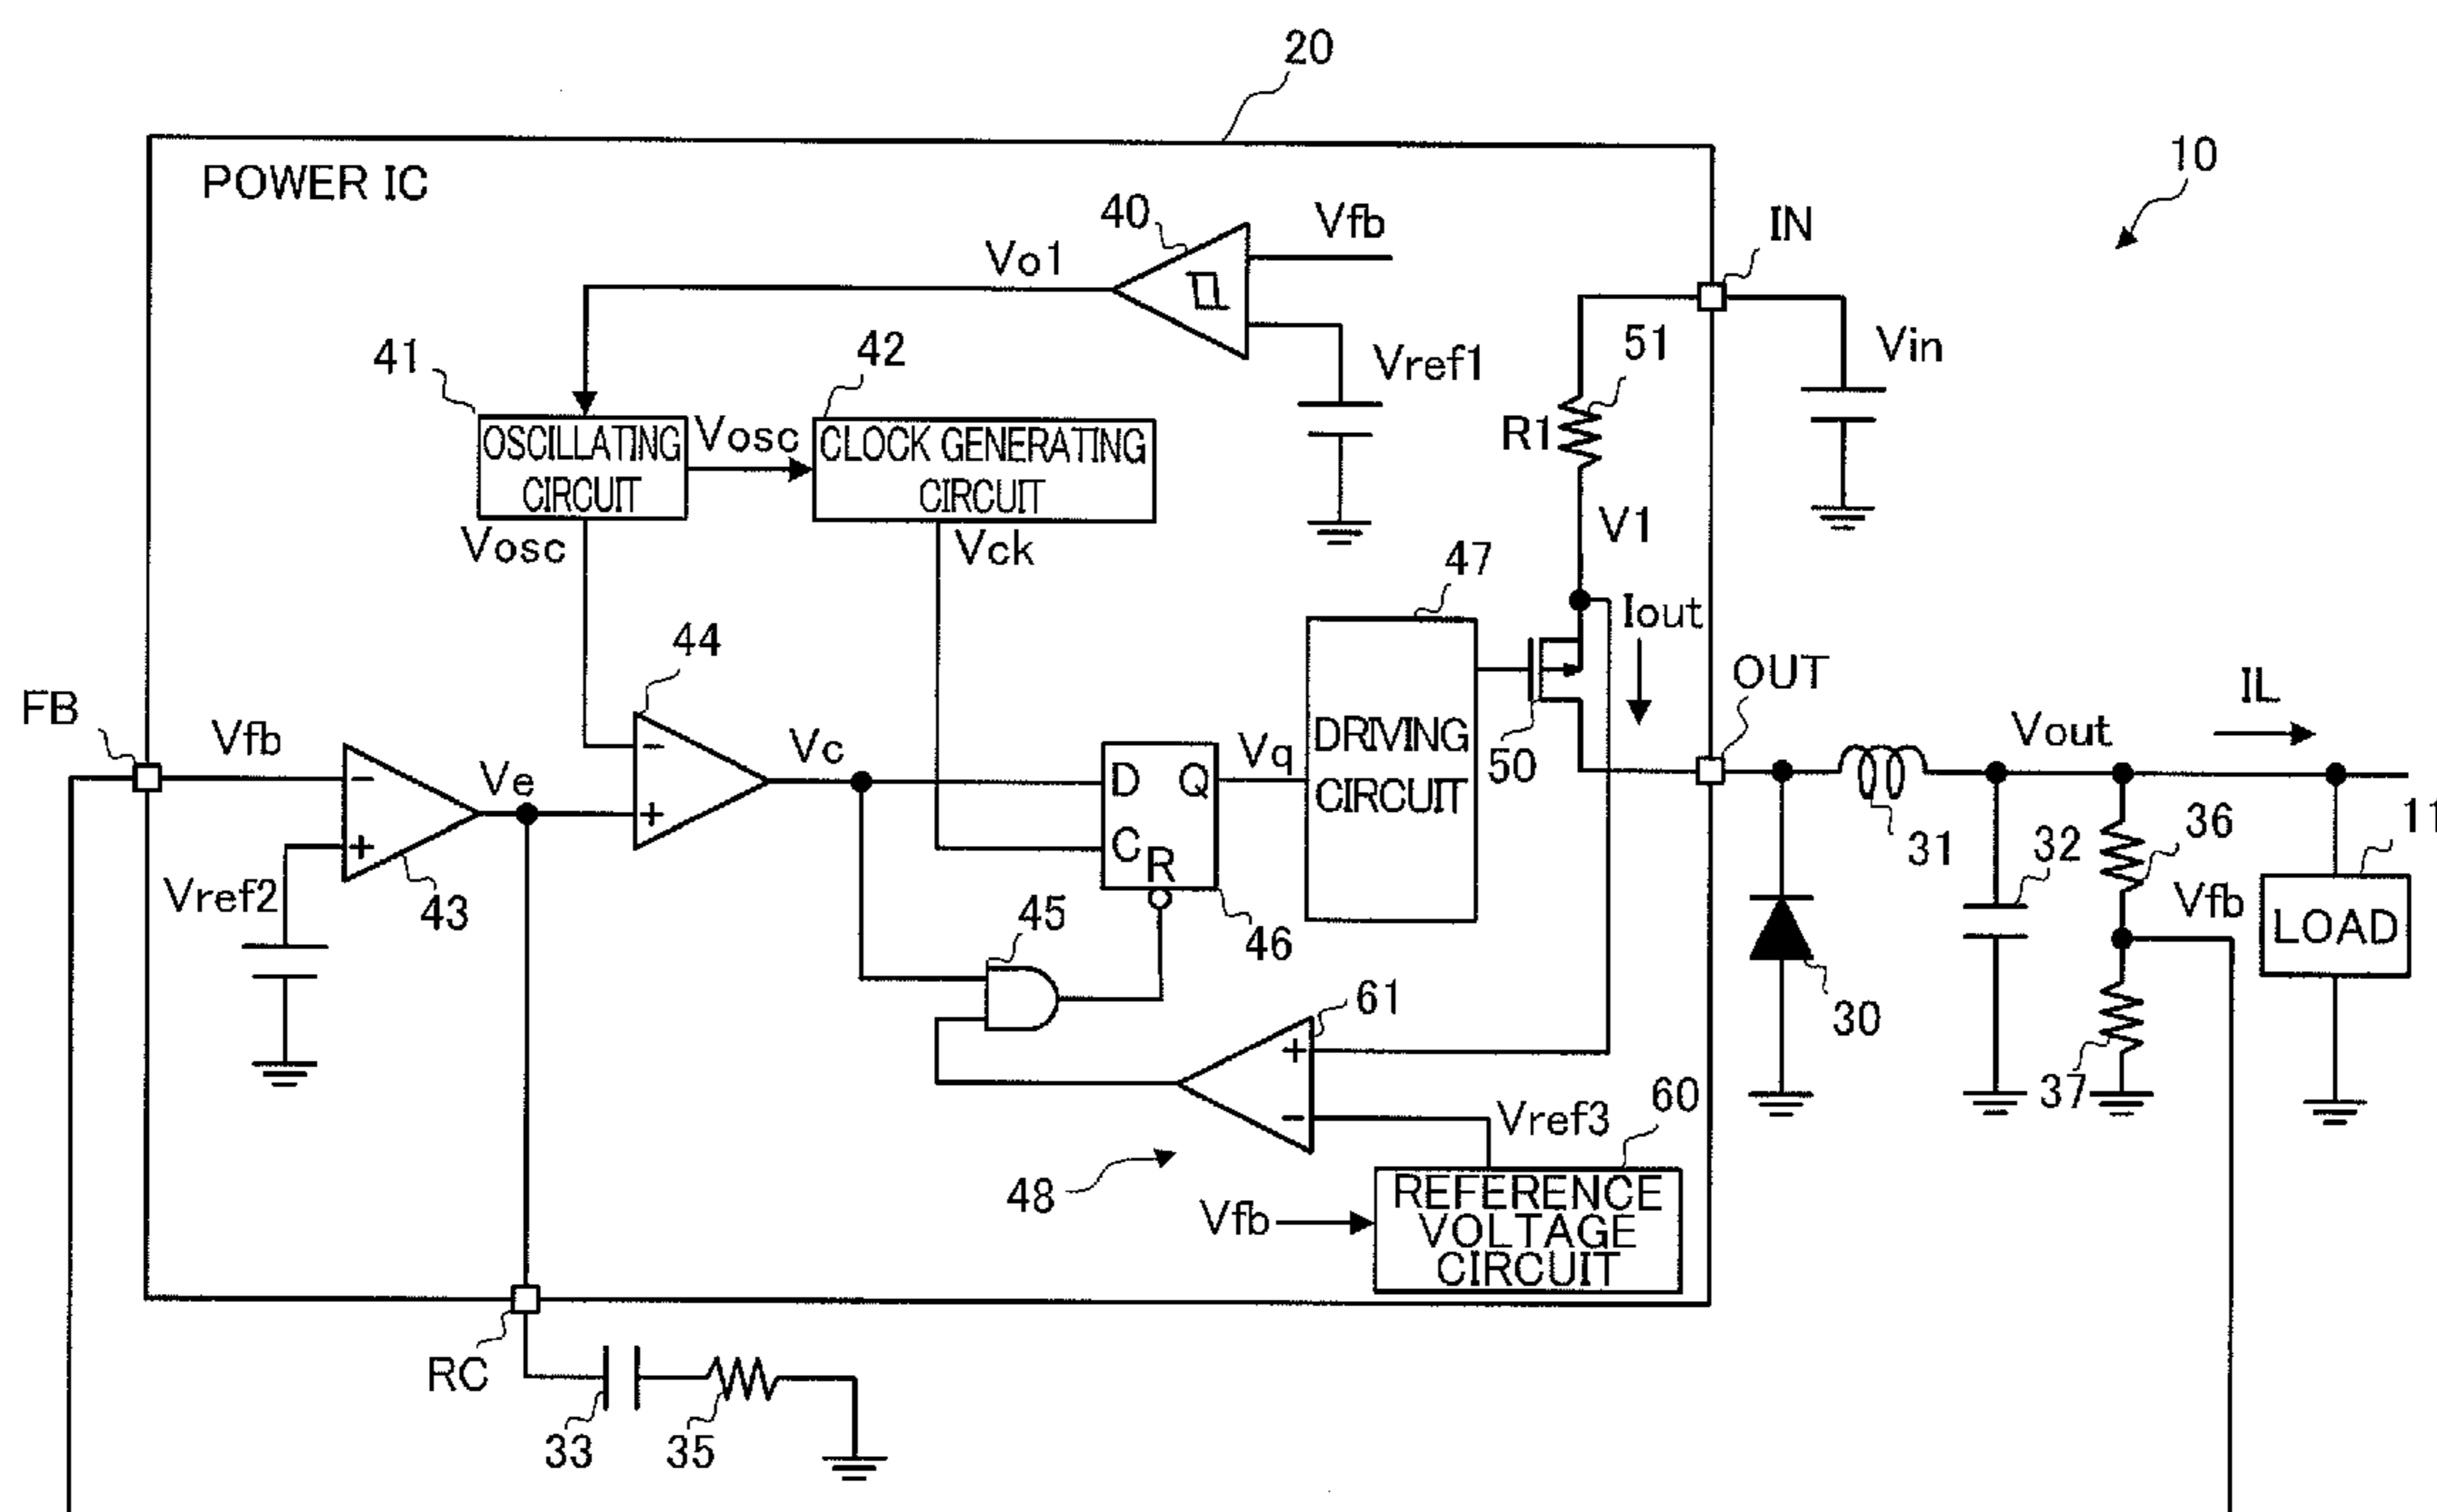 20
POWER IC
10
40
Vfb
IN
Vo1
51
Vin
41
42
Vref1
R1
OSCILLATING
CIRCUIT
Vosc
CLOCK GENERATING
CIRCUIT
V1
Vosc
Vck
47
Iout
44
OUT
IL
FB
Vfb
Vc
Vq
DRIVING
CIRCUIT
50
Vout
Ve
D
Q
C
R
11
36
31
32
Vref2
43
45
46
Vfb
LOAD
61
30
37
Vref3
60
48
Vfb
REFERENCE
VOLTAGE
CIRCUIT
RC
33
35